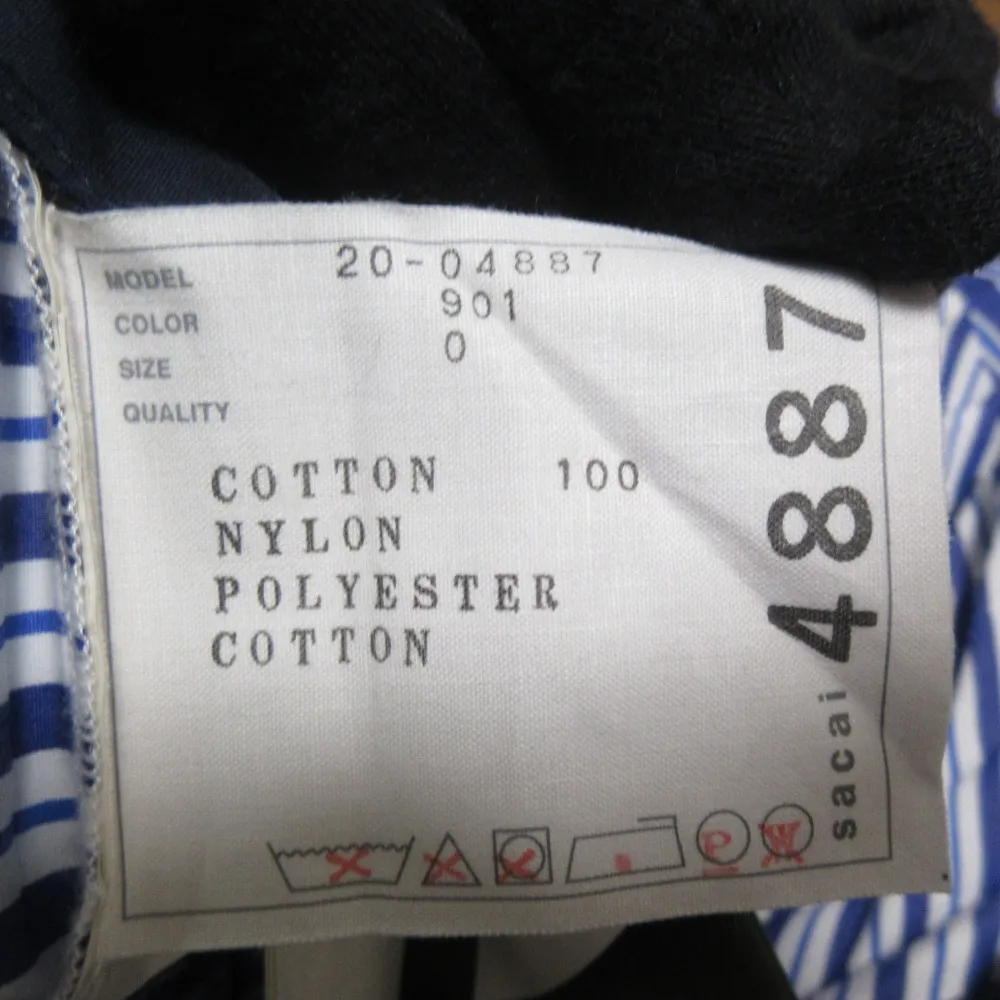 MODEL 20-04887
COLOR 901
SIZE 0
QUALITY
COTTON 100
NYLON
POLYESTER
COTTON
P W
sacai 4887